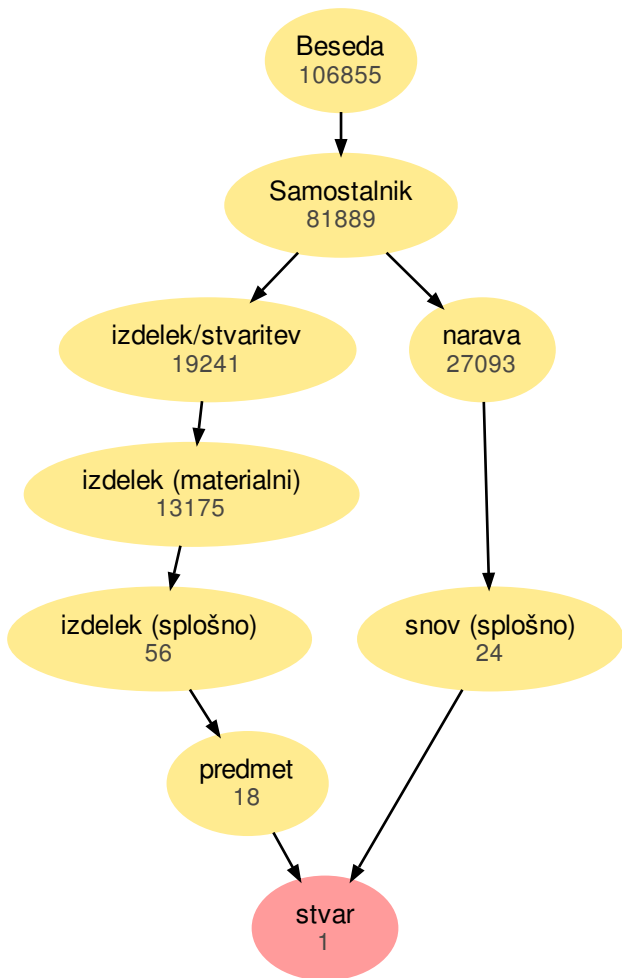 Beseda
106855
Samostalnik
81889
izdelek/stvaritev
19241
narava
27093
izdelek (materialni)
13175
izdelek (splošno)
56
snov (splošno)
24
predmet
18
stvar
1